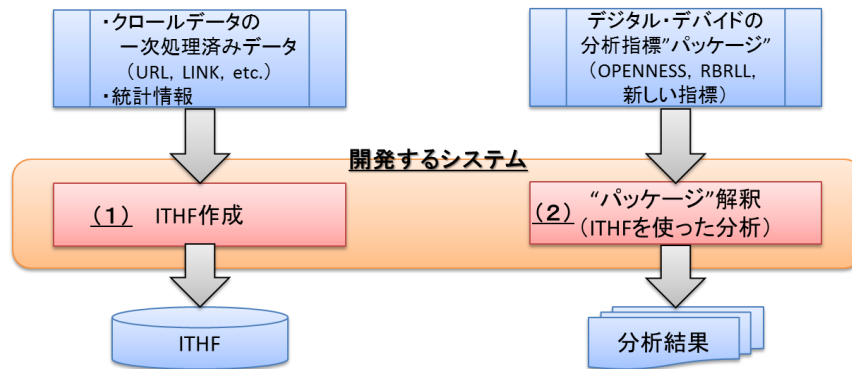 ・クロールデータの
一次処理済みデータ
（URL, LINK, etc.）
・統計情報
デジタル・デバイドの
分析指標”パッケージ”
（OPENNESS, RBRLL,
新しい指標）
開発するシステム
（１） ITHF作成
（２） “パッケージ”解釈
（ITHFを使った分析）
ITHF
分析結果